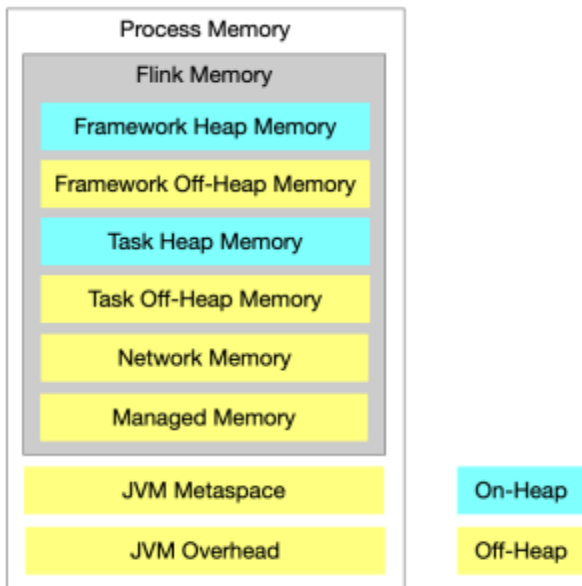 Process Memory
Flink Memory
Framework Heap Memory
Framework Off-Heap Memory
Task Heap Memory
Task Off-Heap Memory
Network Memory
Managed Memory
JVM Metaspace
JVM Overhead
On-Heap
Off-Heap